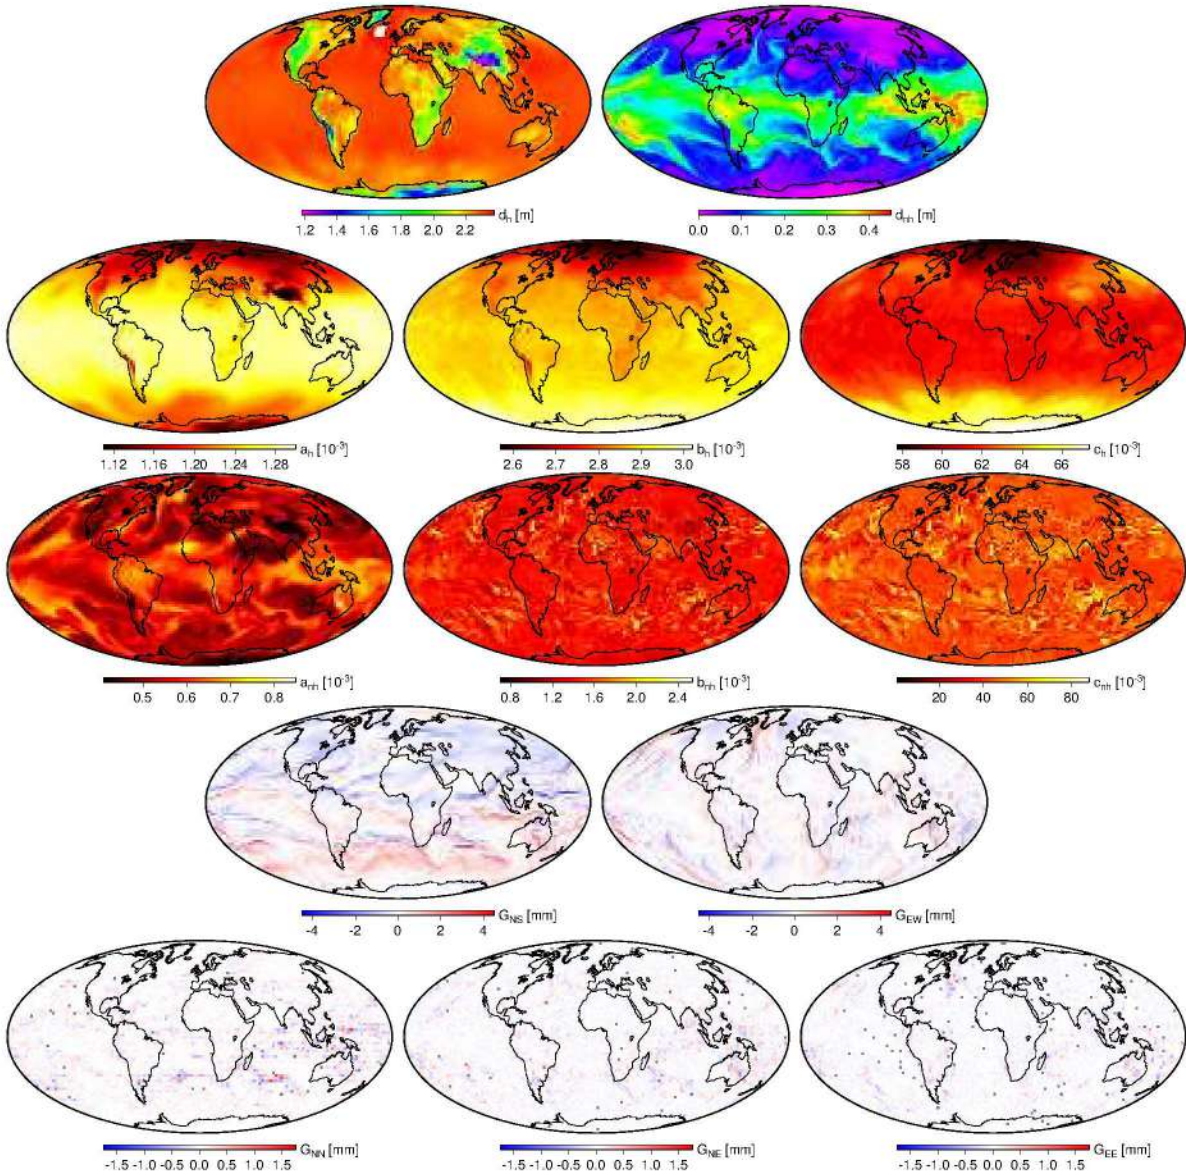 d_h [m]
1.2 1.4 1.6 1.8 2.0 2.2
d_nh [m]
0.0 0.1 0.2 0.3 0.4
a_h [10^-3]
1.12 1.16 1.20 1.24 1.28
b_h [10^-3]
2.6 2.7 2.8 2.9 3.0
c_h [10^-3]
58 60 62 64 66
a_nh [10^-3]
0.5 0.6 0.7 0.8
b_nh [10^-3]
0.8 1.2 1.6 2.0 2.4
c_nh [10^-3]
20 40 60 80
G_NS [mm]
-4 -2 0 2 4
G_EW [mm]
-4 -2 0 2 4
G_NN [mm]
-1.5 -1.0 -0.5 0.0 0.5 1.0 1.5
G_NE [mm]
-1.5 -1.0 -0.5 0.0 0.5 1.0 1.5
G_EE [mm]
-1.5 -1.0 -0.5 0.0 0.5 1.0 1.5